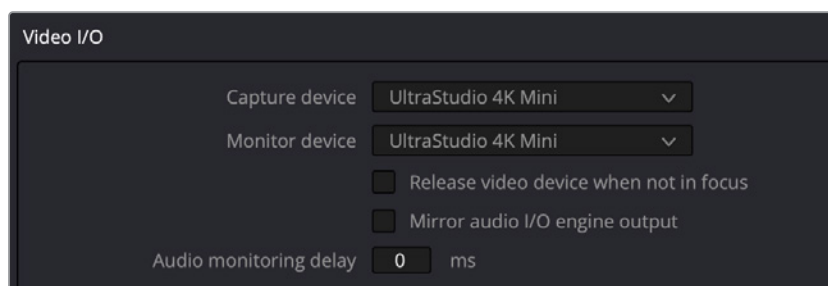 Video I/O
Capture device UltraStudio 4K Mini
Monitor device UltraStudio 4K Mini
Release video device when not in focus
Mirror audio I/O engine output
Audio monitoring delay 0 ms